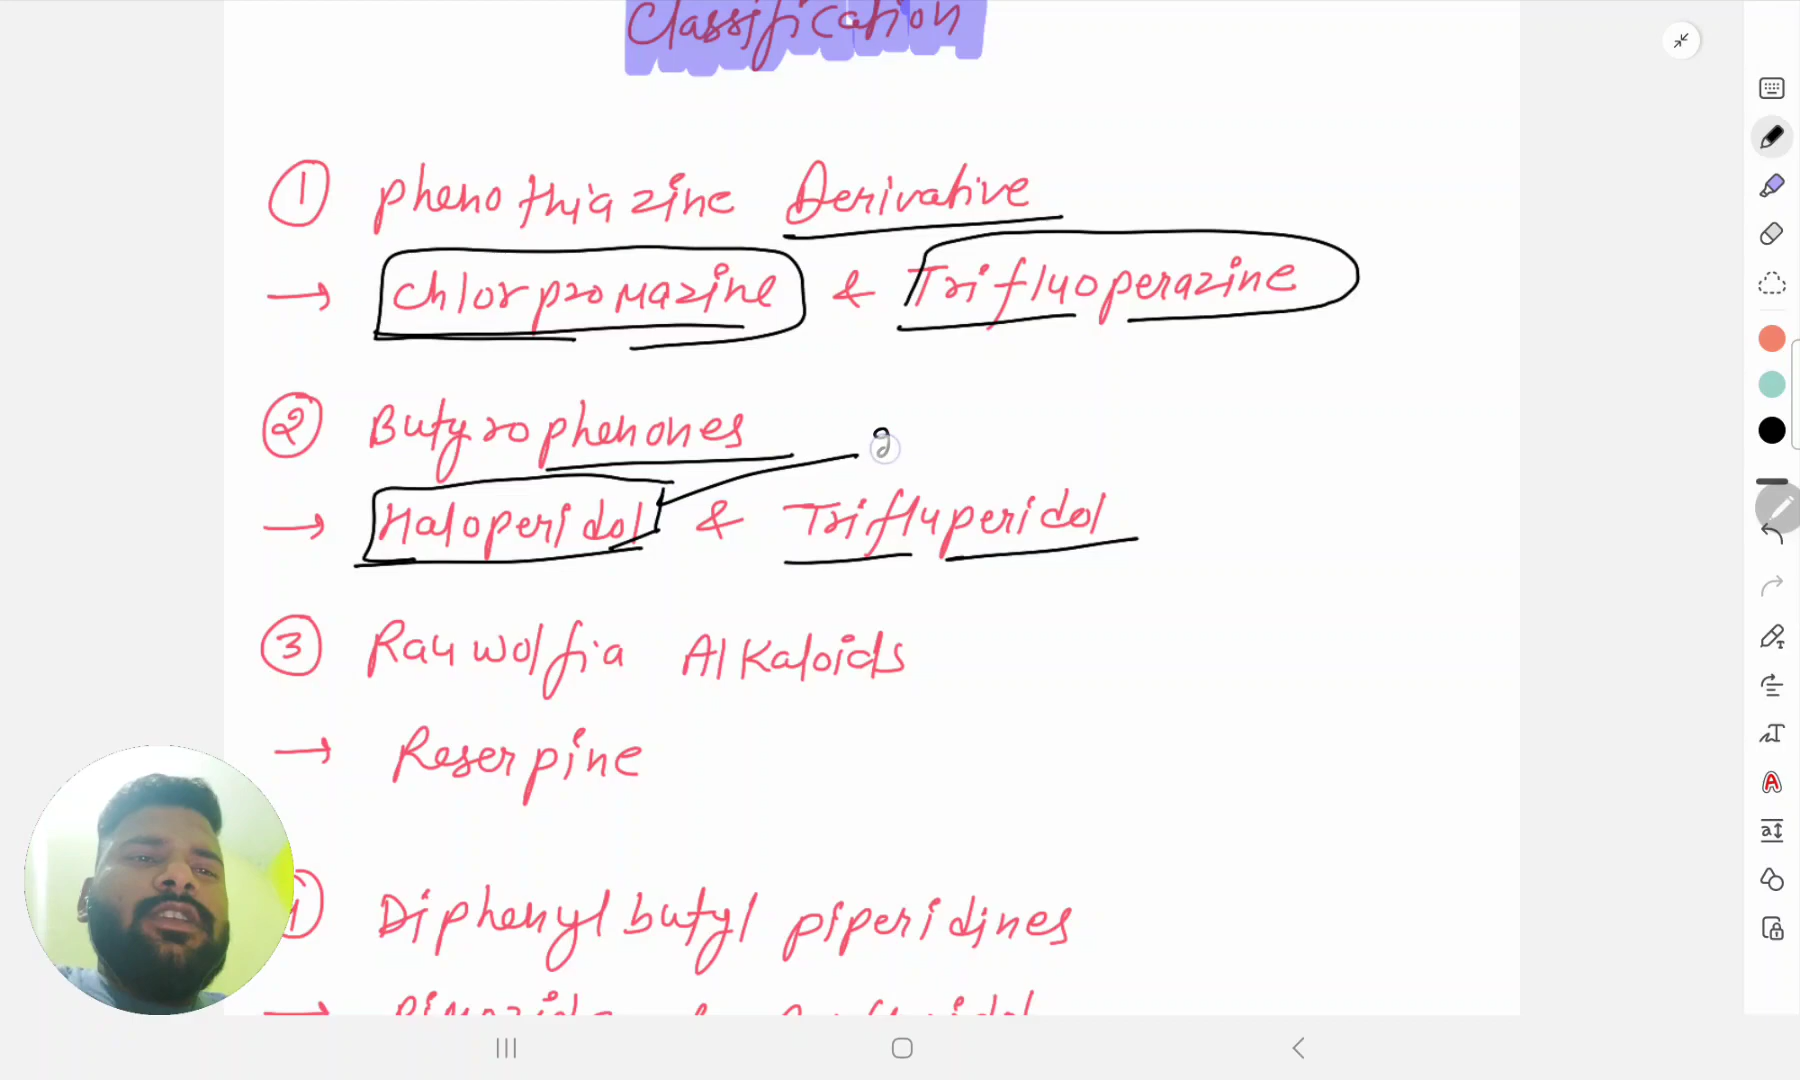 Classification
① Phenothiazine Derivative
→ Chlorpromazine & Trifluoperazine
② Butyrophenones
→ Haloperidol & Trifluperidol
③ Rauwolfia Alkaloids
→ Reserpine
Diphenylbutyl piperidines